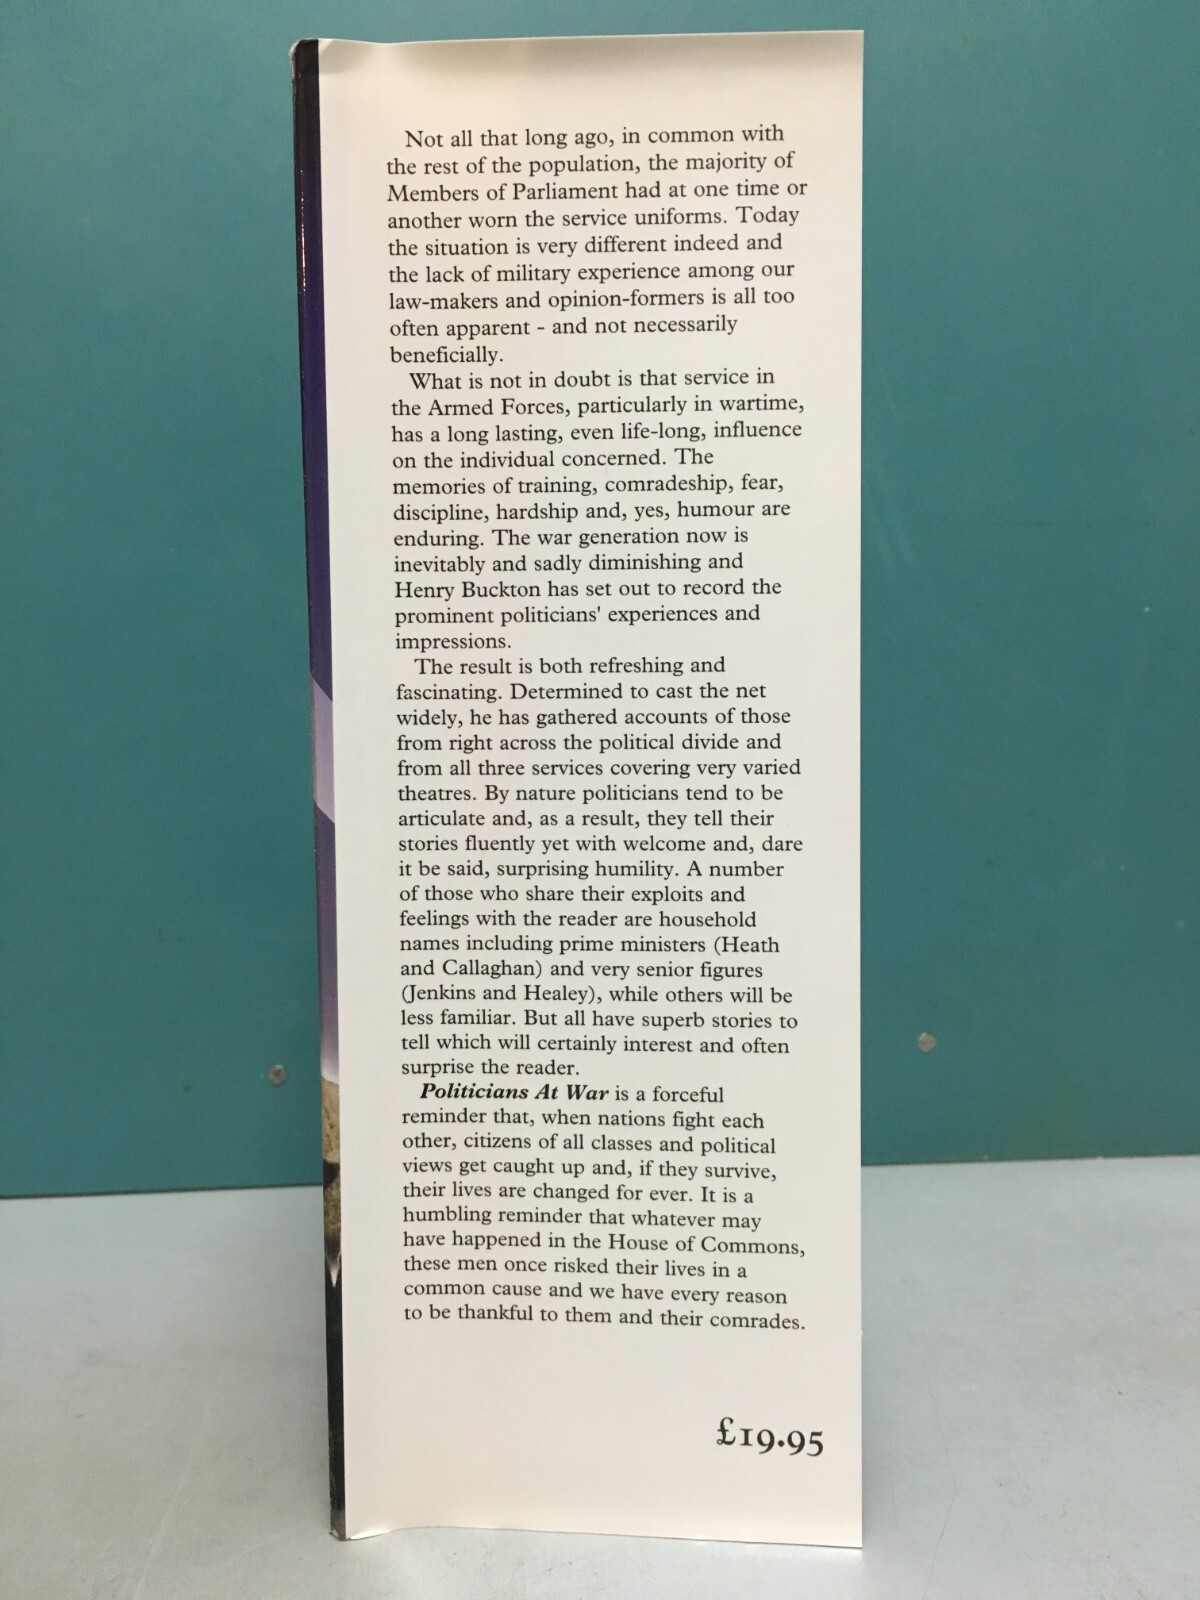 Not all that long ago, in common with
the rest of the population, the majority of
Members of Parliament had at one time or
another worn the service uniforms. Today
the situation is very different indeed and
the lack of military experience among our
law-makers and opinion-formers is all too
often apparent - and not necessarily
beneficially.
What is not in doubt is that service in
the Armed Forces, particularly in wartime,
has a long lasting, even life-long, influence
on the individual concerned. The
memories of training, comradeship, fear,
discipline, hardship and, yes, humour are
enduring. The war generation now is
inevitably and sadly diminishing and
Henry Buckton has set out to record the
prominent politicians' experiences and
impressions.
The result is both refreshing and
fascinating. Determined to cast the net
widely, he has gathered accounts of those
from right across the political divide and
from all three services covering very varied
theatres. By nature politicians tend to be
articulate and, as a result, they tell their
stories fluently yet with welcome and, dare
it be said, surprising humility. A number
of those who share their exploits and
feelings with the reader are household
names including prime ministers (Heath
and Callaghan) and very senior figures
(Jenkins and Healey), while others will be
less familiar. But all have superb stories to
tell which will certainly interest and often
surprise the reader.
Politicians At War is a forceful
reminder that, when nations fight each
other, citizens of all classes and political
views get caught up and, if they survive,
their lives are changed for ever. It is a
humbling reminder that whatever may
have happened in the House of Commons,
these men once risked their lives in a
common cause and we have every reason
to be thankful to them and their comrades.
£19.95